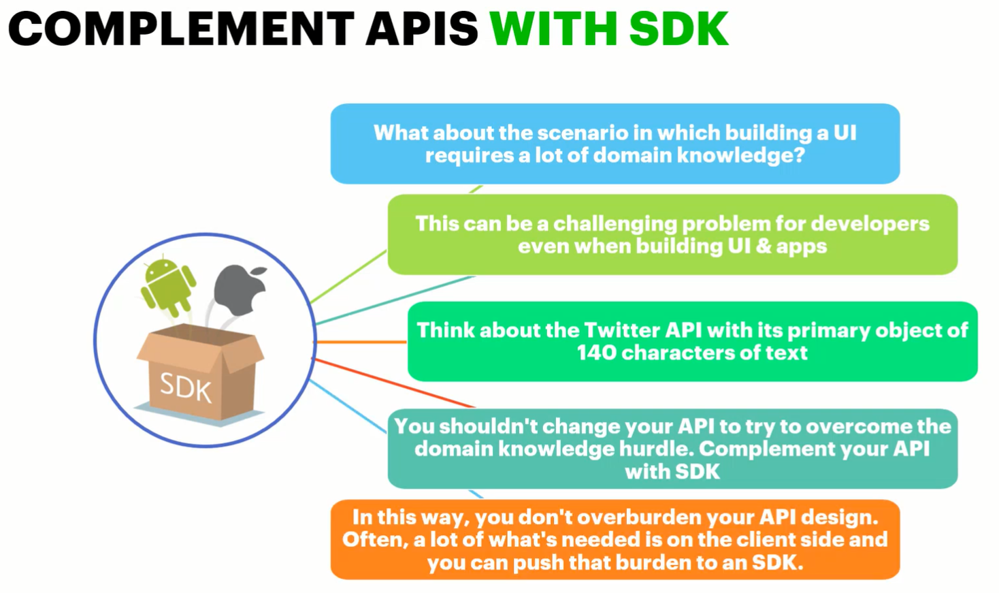 COMPLEMENT APIS WITH SDK
What about the scenario in which building a UI
requires a lot of domain knowledge?
This can be a challenging problem for developers
even when building UI & apps
Think about the Twitter API with its primary object of
140 characters of text
SDK
You shouldn't change your API to try to overcome the
domain knowledge hurdle. Complement your API
with SDK
In this way, you don't overburden your API design.
Often, a lot of what's needed is on the client side and
you can push that burden to an SDK.